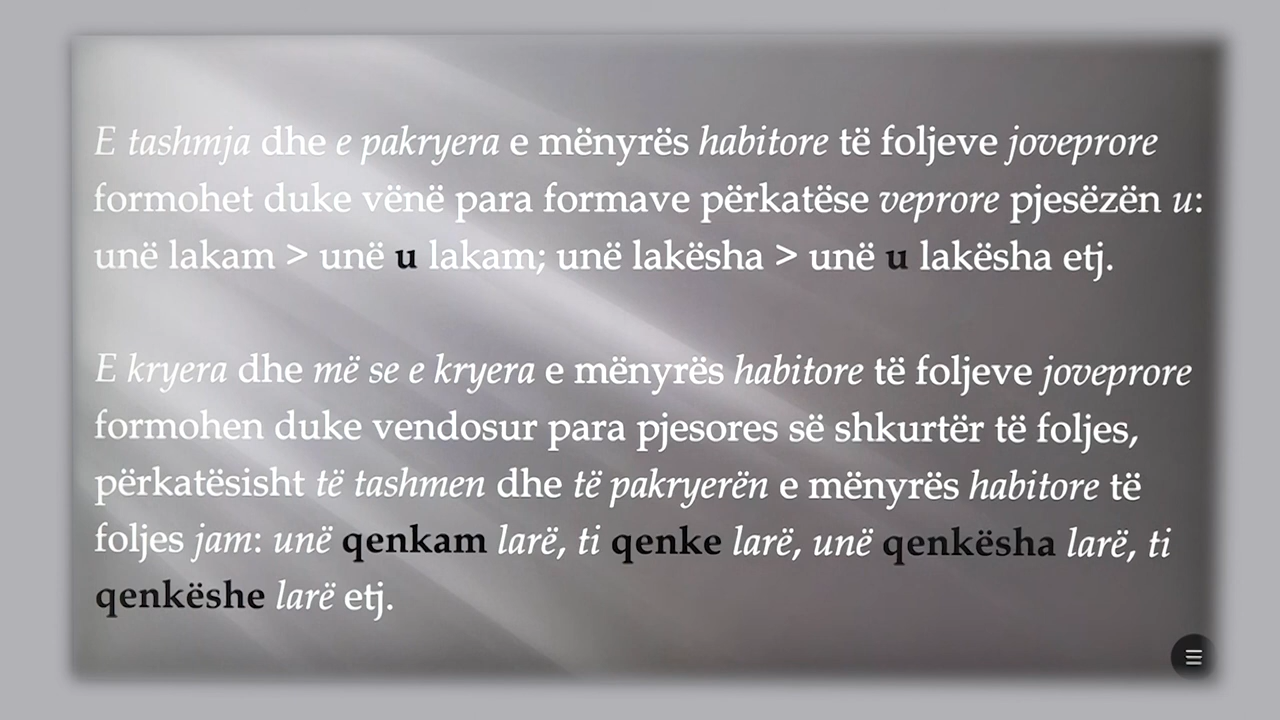 E tashmja dhe e pakryera e mënyrës habitore të foljeve joveprore
formohet duke vënë para formave përkatëse veprore pjesëzën u:
unë lakam > unë u lakam; unë lakësha > unë u lakësha etj.
E kryera dhe më se e kryera e mënyrës habitore të foljeve joveprore
formohen duke vendosur para pjesores së shkurtër të foljes,
përkatësisht të tashmen dhe të pakryerën e mënyrës habitore të
foljes jam: unë qenkam larë, ti qenke larë, unë qenkësha larë, ti
qenkëshe larë etj.